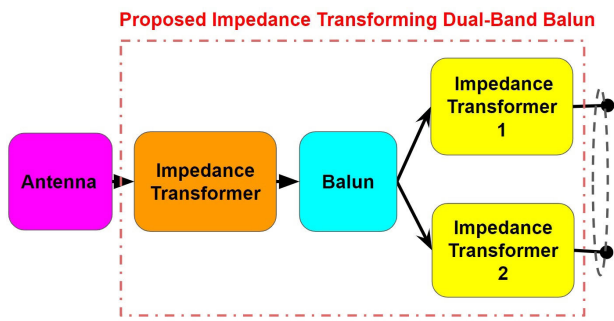 Proposed Impedance Transforming Dual-Band Balun
Antenna
Impedance
Transformer
Balun
Impedance
Transformer
1
Impedance
Transformer
2